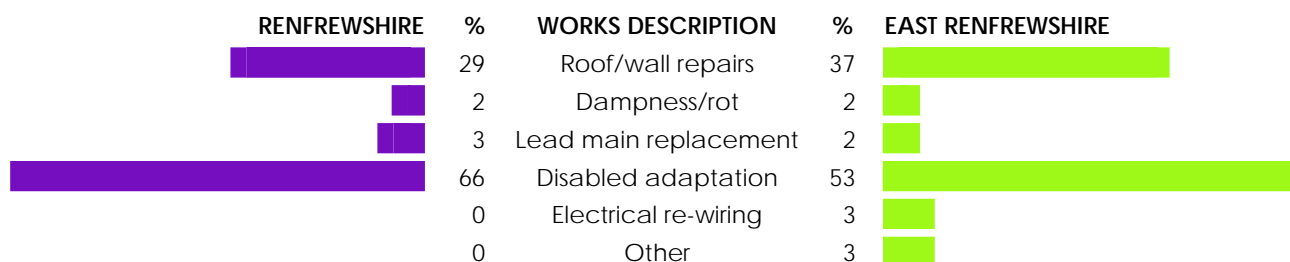 RENFREWSHIRE % WORKS DESCRIPTION % EAST RENFREWSHIRE
29 Roof/wall repairs 37
2 Dampness/rot 2
3 Lead main replacement 2
66 Disabled adaptation 53
0 Electrical re-wiring 3
0 Other 3